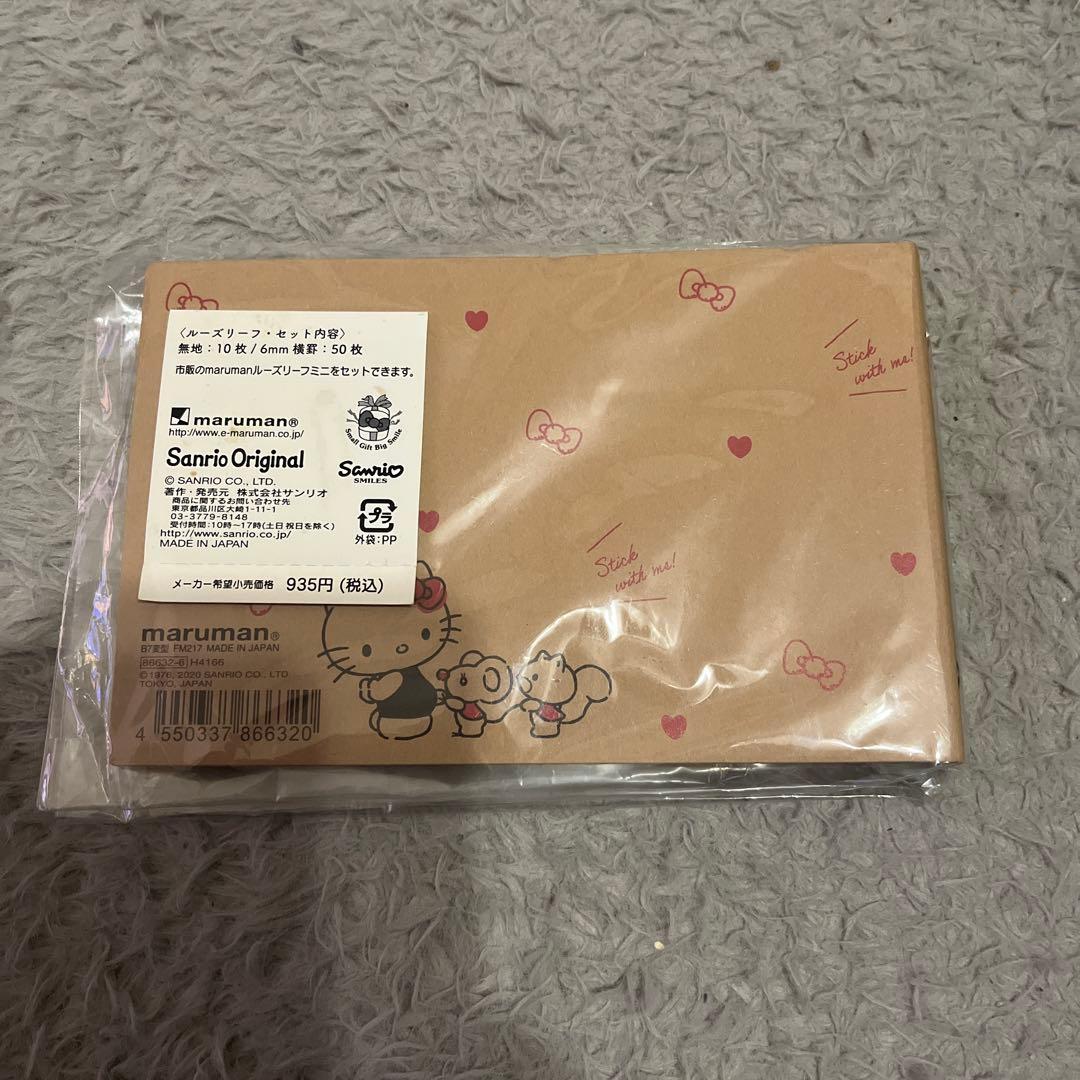 〈ルーズリーフ・セット内容〉
無地：10枚/6mm横罫：50枚
市販のmarumanルーズリーフミニをセットできます。
maruman®
http://www.e-maruman.co.jp/
Small Gift Big Smile
Sanrio Original
Sanrio
SMILES
© SANRIO CO., LTD.
著作・発売元 株式会社サンリオ
商品に関するお問い合わせ先
東京都品川区大崎1-11-1
03-3779-8148
受付時間：10時〜17時(土日祝日を除く)
http://www.sanrio.co.jp/
MADE IN JAPAN
プラ
外袋：PP
メーカー希望小売価格 935円(税込)
Stick
with me!
Stick
with me!
maruman®
B7変型 FM217 MADE IN JAPAN
86632-6 H4166
©1976, 2020 SANRIO CO., LTD.
TOKYO, JAPAN
4 550337 866320